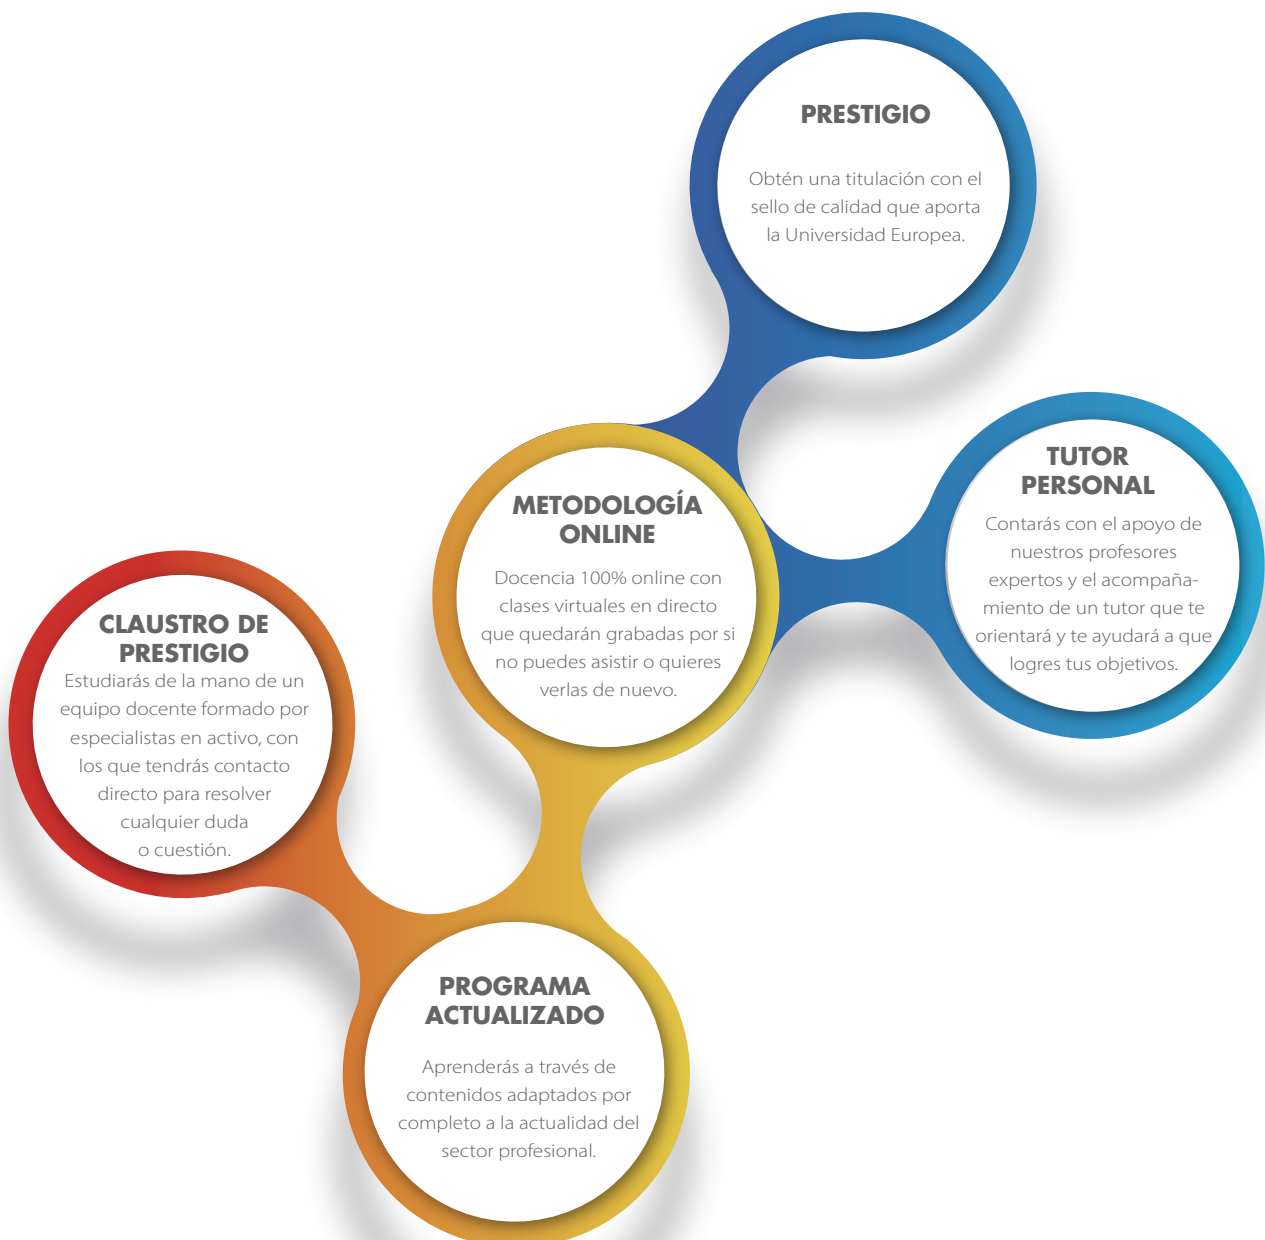 PRESTIGIO
Obtén una titulación con el
sello de calidad que aporta
la Universidad Europea.
TUTOR
PERSONAL
Contarás con el apoyo de
nuestros profesores
expertos y el acompaña-
miento de un tutor que te
orientará y te ayudará a que
logres tus objetivos.
METODOLOGÍA
ONLINE
Docencia 100% online con
clases virtuales en directo
que quedarán grabadas por si
no puedes asistir o quieres
verlas de nuevo.
CLAUSTRO DE
PRESTIGIO
Estudiarás de la mano de un
equipo docente formado por
especialistas en activo, con
los que tendrás contacto
directo para resolver
cualquier duda
o cuestión.
PROGRAMA
ACTUALIZADO
Aprenderás a través de
contenidos adaptados por
completo a la actualidad del
sector profesional.